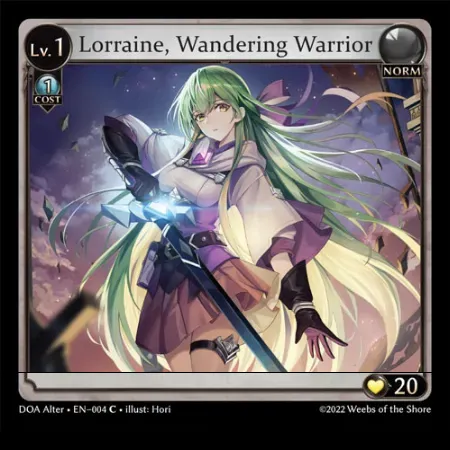 Lv. 1 Lorraine, Wandering Warrior
NORM
1
COST
20
DOA Alter • EN-004 C • illust: Hori ©2022 Weebs of the Shore